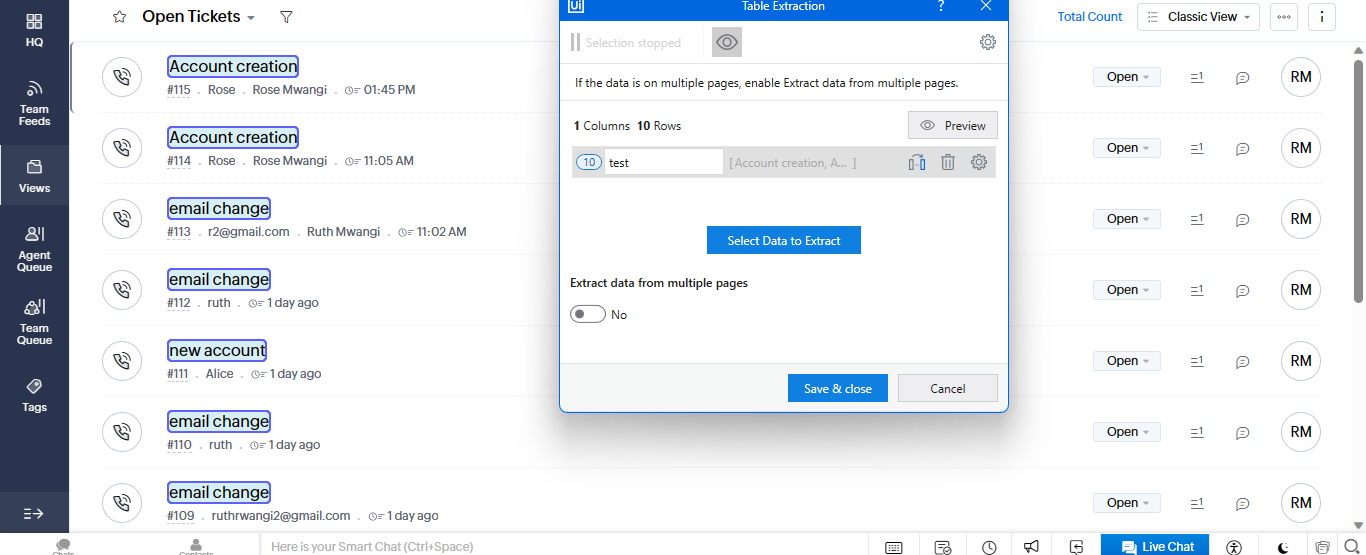 HQ
Team
Feeds
Views
Agent
Queue
Team
Queue
Tags
Open Tickets
Total Count
Classic View
Account creation
#115 . Rose . Rose Mwangi . 01:45 PM
Open
RM
Account creation
#114 . Rose . Rose Mwangi . 11:05 AM
Open
RM
email change
#113 . r2@gmail.com . Ruth Mwangi . 11:02 AM
Open
RM
email change
#112 . ruth . 1 day ago
Open
RM
new account
#111 . Alice . 1 day ago
Open
RM
email change
#110 . ruth . 1 day ago
Open
RM
email change
#109 . ruthrwangi2@gmail.com . 1 day ago
Open
RM
Ui Table Extraction ?
Selection stopped
If the data is on multiple pages, enable Extract data from multiple pages.
1 Columns 10 Rows
Preview
10 test [Account creation, A... ]
Select Data to Extract
Extract data from multiple pages
No
Save & close
Cancel
Chats
Contacts
Here is your Smart Chat (Ctrl+Space)
Live Chat